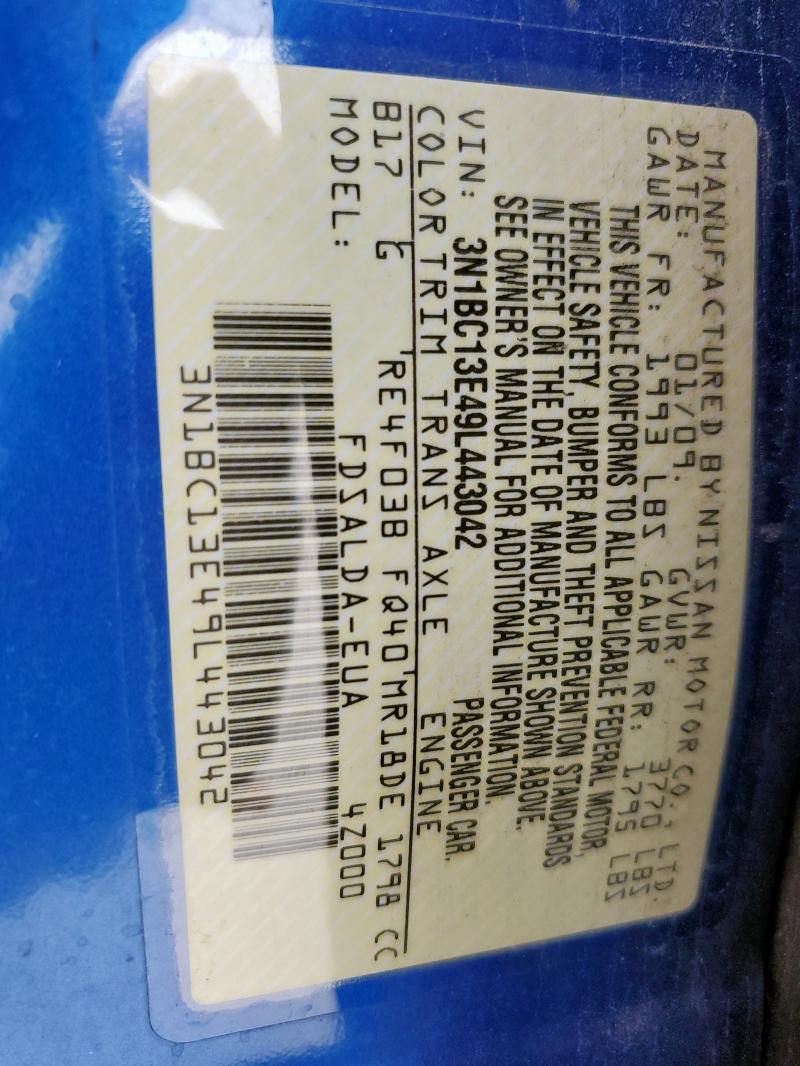 MANUFACTURED BY NISSAN MOTOR CO., LTD.
DATE: 01/09. GVWR: 3770 LBS
GAWR FR: 1993 LBS GAWR RR: 1795 LBS
THIS VEHICLE CONFORMS TO ALL APPLICABLE FEDERAL MOTOR,
VEHICLE SAFETY, BUMPER AND THEFT PREVENTION STANDARDS
IN EFFECT ON THE DATE OF MANUFACTURE SHOWN ABOVE.
SEE OWNER'S MANUAL FOR ADDITIONAL INFORMATION.
VIN: 3N1BC13E49L443042 PASSENGER CAR.
COLOR TRIM TRANS AXLE ENGINE
B17 G RE4F03B FQ40 MR18DE 1798 CC
MODEL: FDSALDA-EUA 4Z000
3N1BC13E49L443042